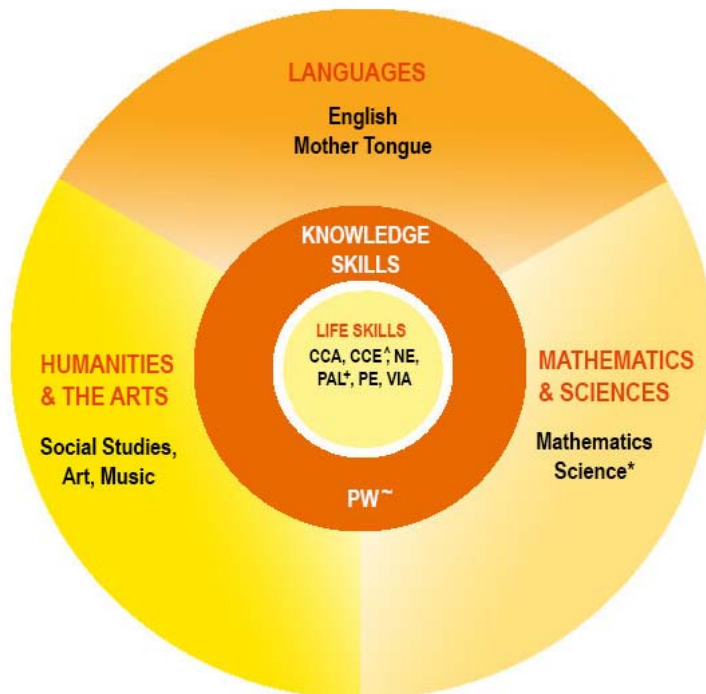 LANGUAGES
English
Mother Tongue
KNOWLEDGE
SKILLS
LIFE SKILLS
CCA, CCE^, NE,
PAL+, PE, VIA
HUMANITIES
& THE ARTS
Social Studies,
Art, Music
MATHEMATICS
& SCIENCES
Mathematics
Science*
PW~